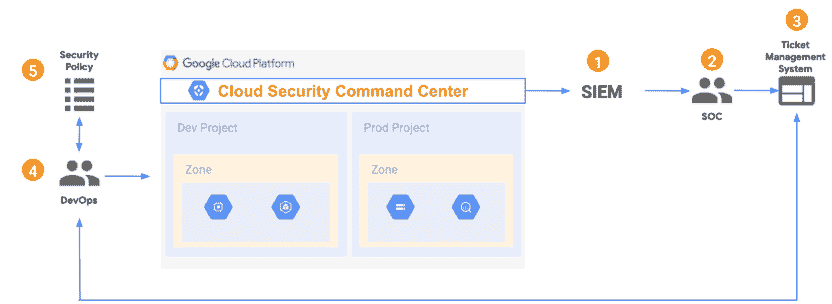 3
Ticket
Management
System
Security
Policy
5
Google Cloud Platform
1
2
Cloud Security Command Center
SIEM
SOC
Dev Project
Prod Project
4
Zone
Zone
DevOps